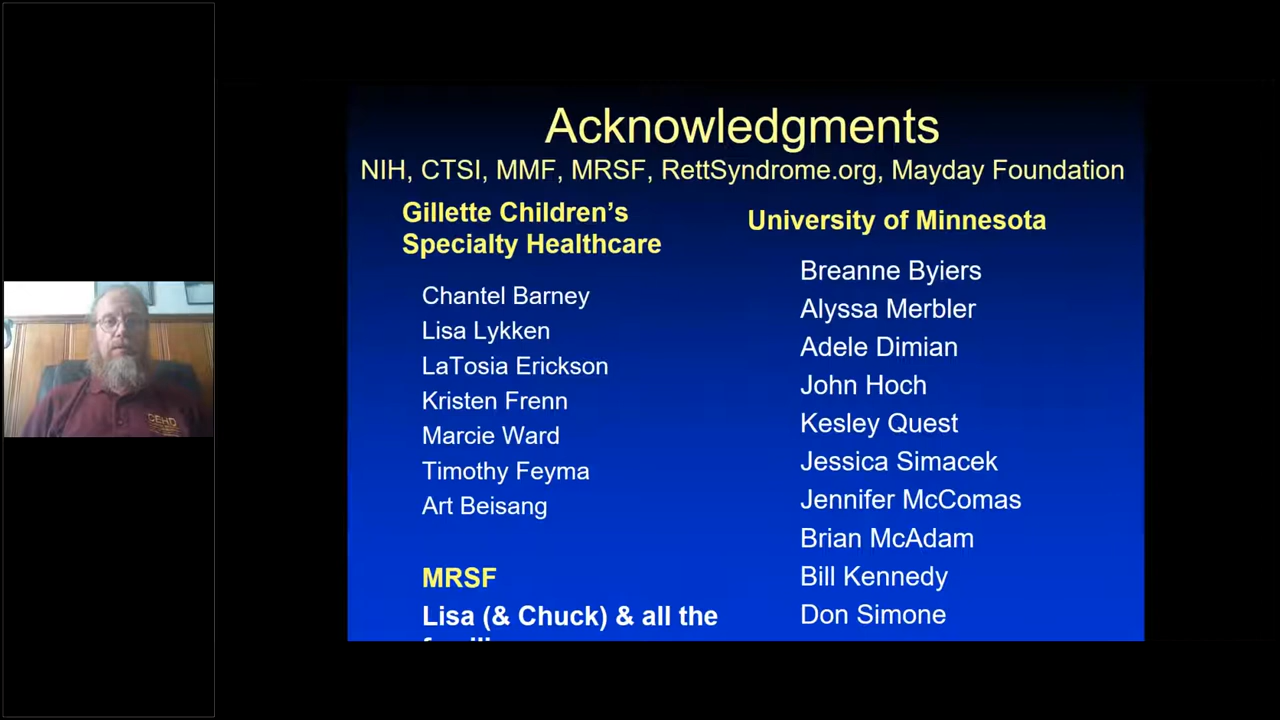 Acknowledgments
NIH, CTSI, MMF, MRSF, RettSyndrome.org, Mayday Foundation
Gillette Children's
Specialty Healthcare
Chantel Barney
Lisa Lykken
LaTosia Erickson
Kristen Frenn
Marcie Ward
Timothy Feyma
Art Beisang
MRSF
Lisa (& Chuck) & all the
University of Minnesota
Breanne Byiers
Alyssa Merbler
Adele Dimian
John Hoch
Kesley Quest
Jessica Simacek
Jennifer McComas
Brian McAdam
Bill Kennedy
Don Simone
CEHD